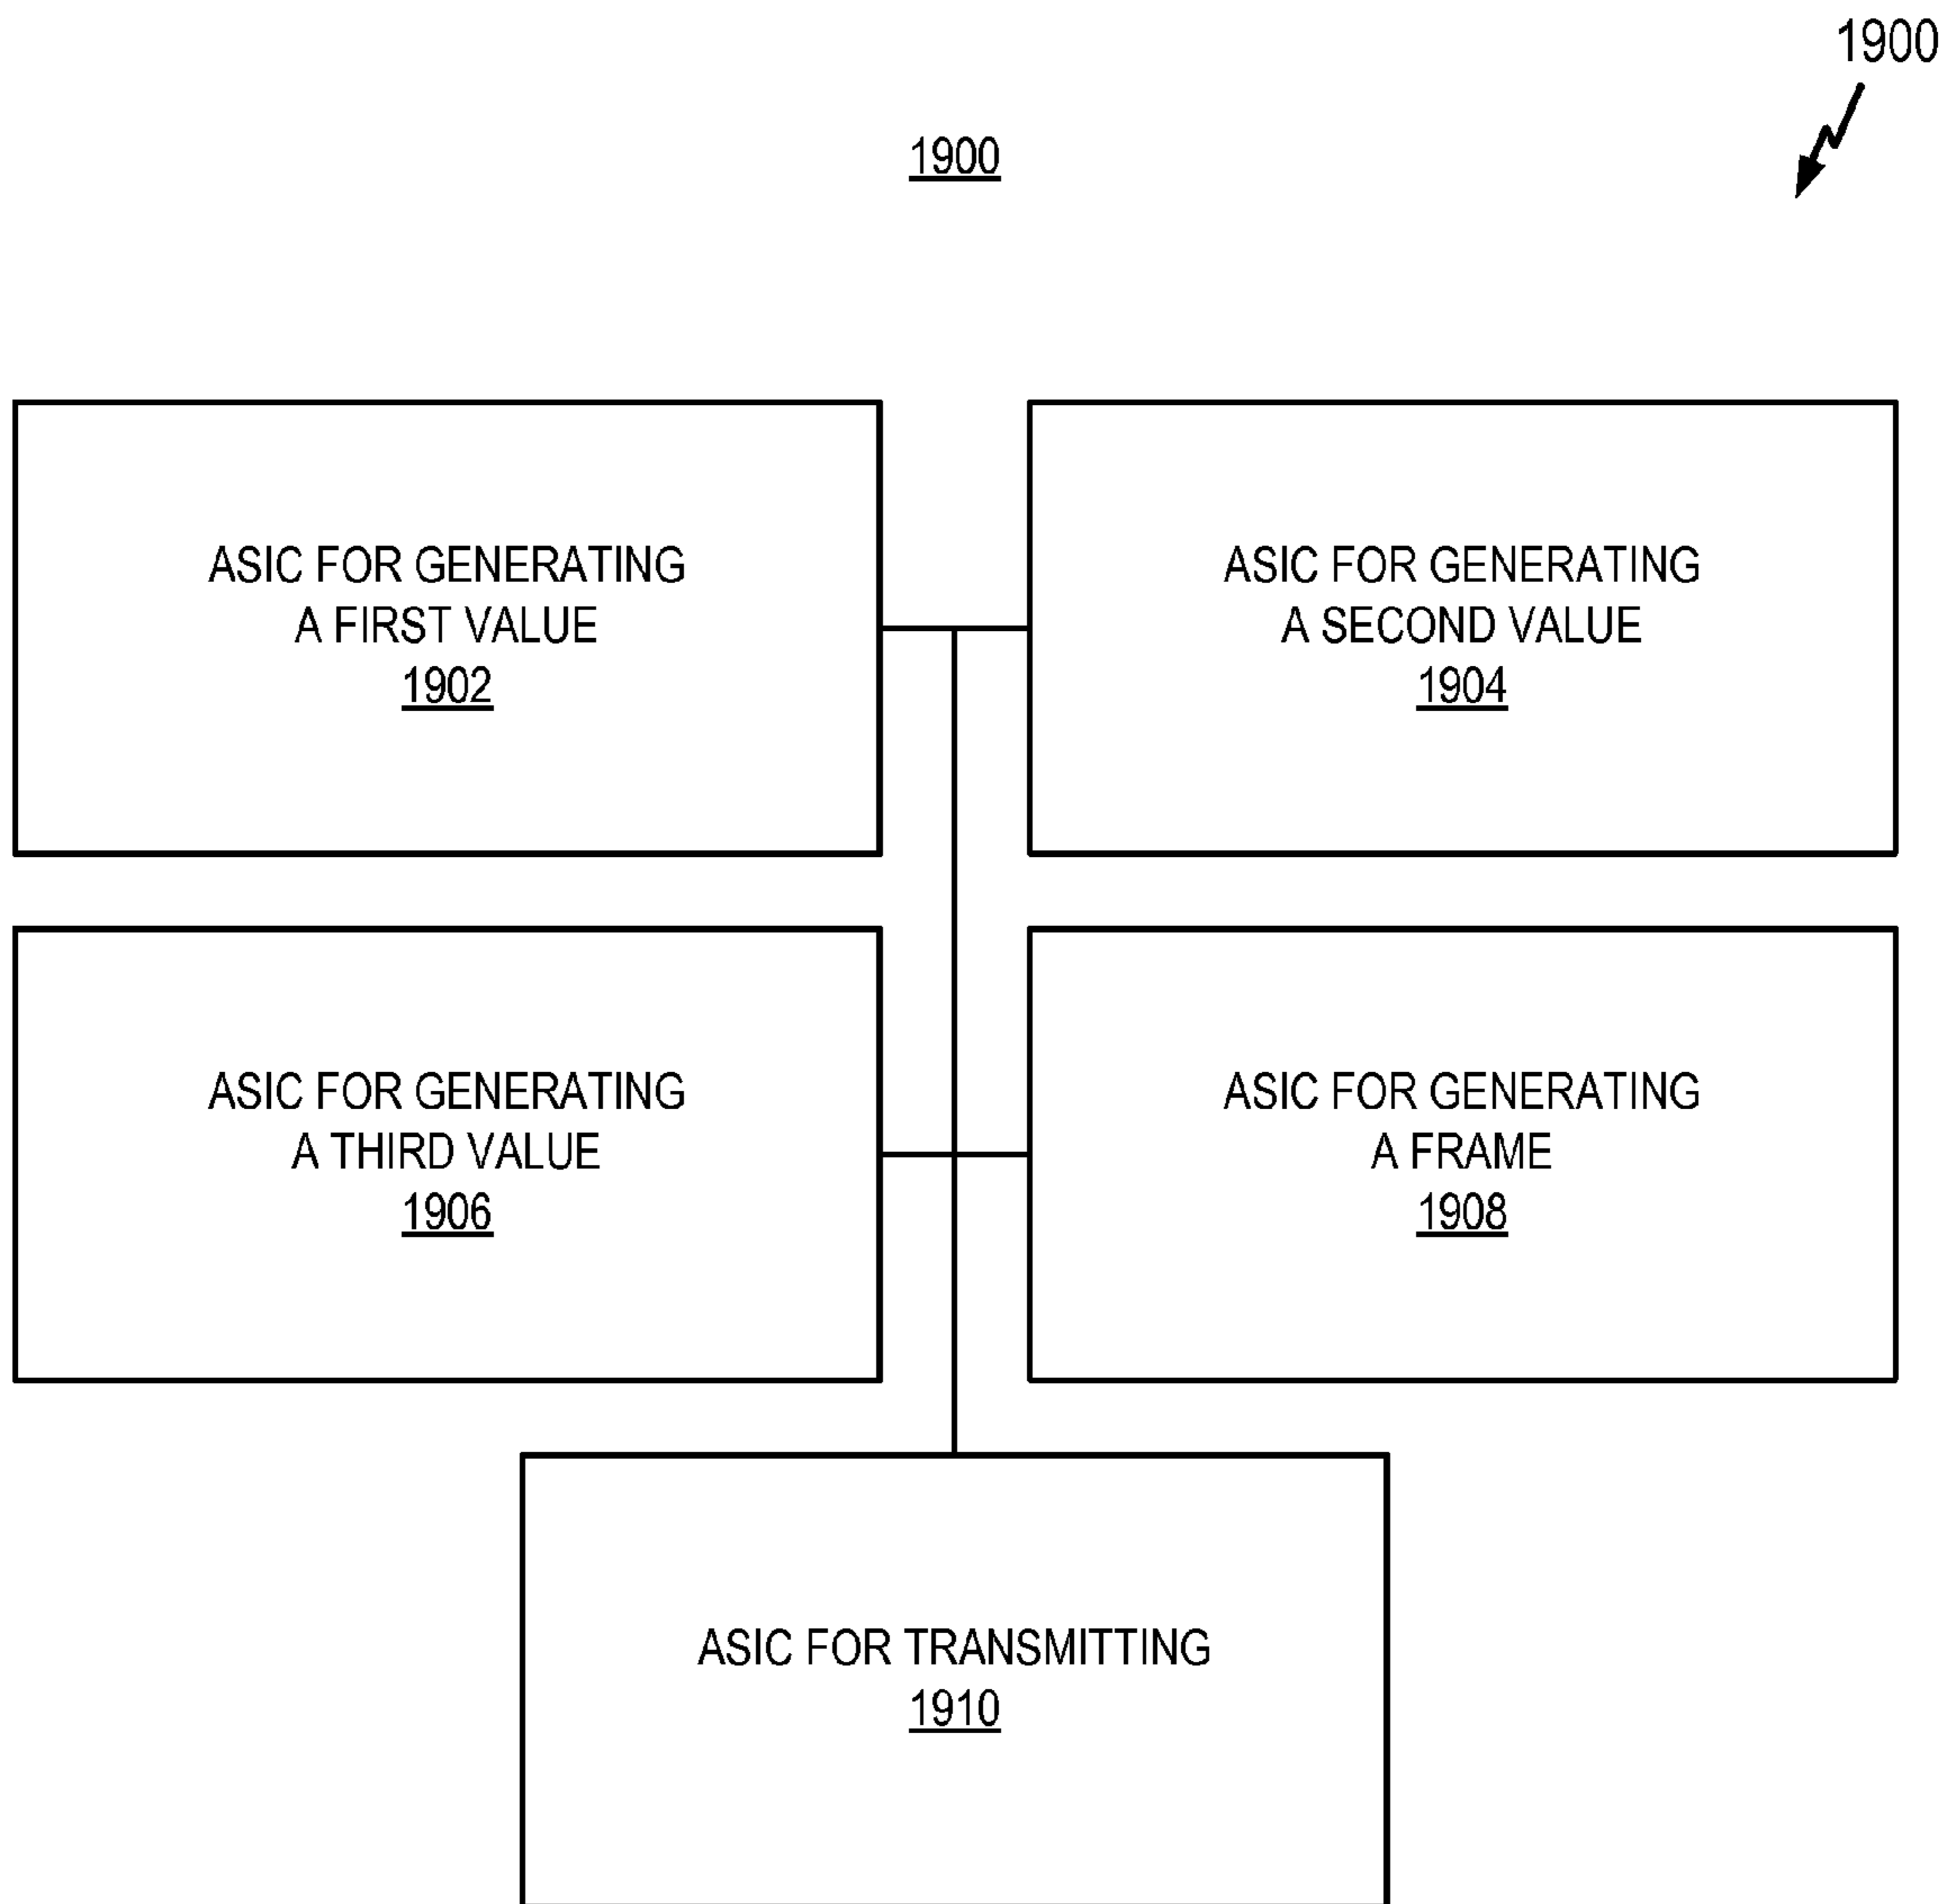 1900
1900
ASIC FOR GENERATING
A FIRST VALUE
1902
ASIC FOR GENERATING
A SECOND VALUE
1904
ASIC FOR GENERATING
A THIRD VALUE
1906
ASIC FOR GENERATING
A FRAME
1908
ASIC FOR TRANSMITTING
1910